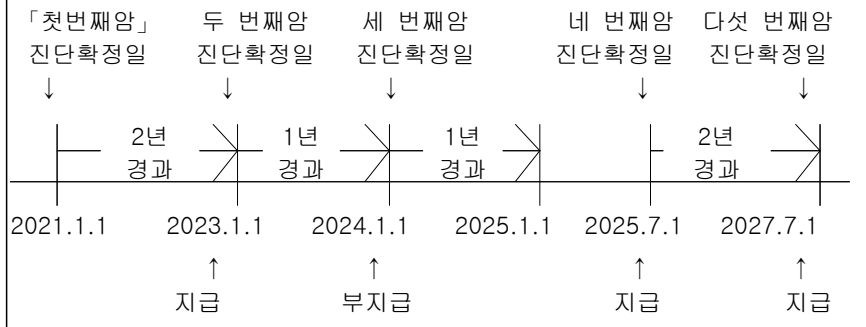 「첫번째암」 두 번째암 세 번째암 네 번째암 다섯 번째암
진단확정일 진단확정일 진단확정일 진단확정일 진단확정일
↓ ↓ ↓ ↓ ↓
2년 1년 1년 2년
경과 경과 경과 경과
2021.1.1 2023.1.1 2024.1.1 2025.1.1 2025.7.1 2027.7.1
↑ ↑ ↑ ↑
지급 부지급 지급 지급